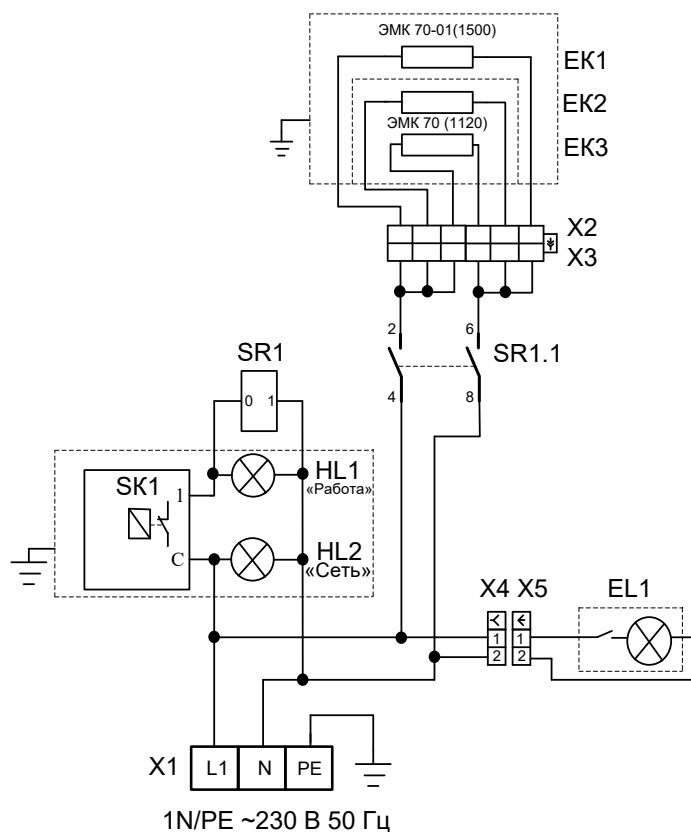 ЭМК 70-01(1500)
EK1
EK2
ЭМК 70 (1120)
EK3
X2
X3
2
6
SR1.1
4
8
SR1
0
1
HL1
«Работа»
SK1
1
C
HL2
«Сеть»
X4
X5
EL1
1
1
2
2
X1
L1
N
PE
1N/PE ~230 В 50 Гц